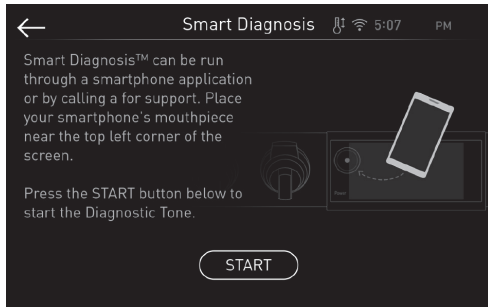 Smart Diagnosis 5:07 PM
Smart Diagnosis™ can be run
through a smartphone application
or by calling a for support. Place
your smartphone's mouthpiece
near the top left corner of the
screen.
Press the START button below to
start the Diagnostic Tone.
Power
START